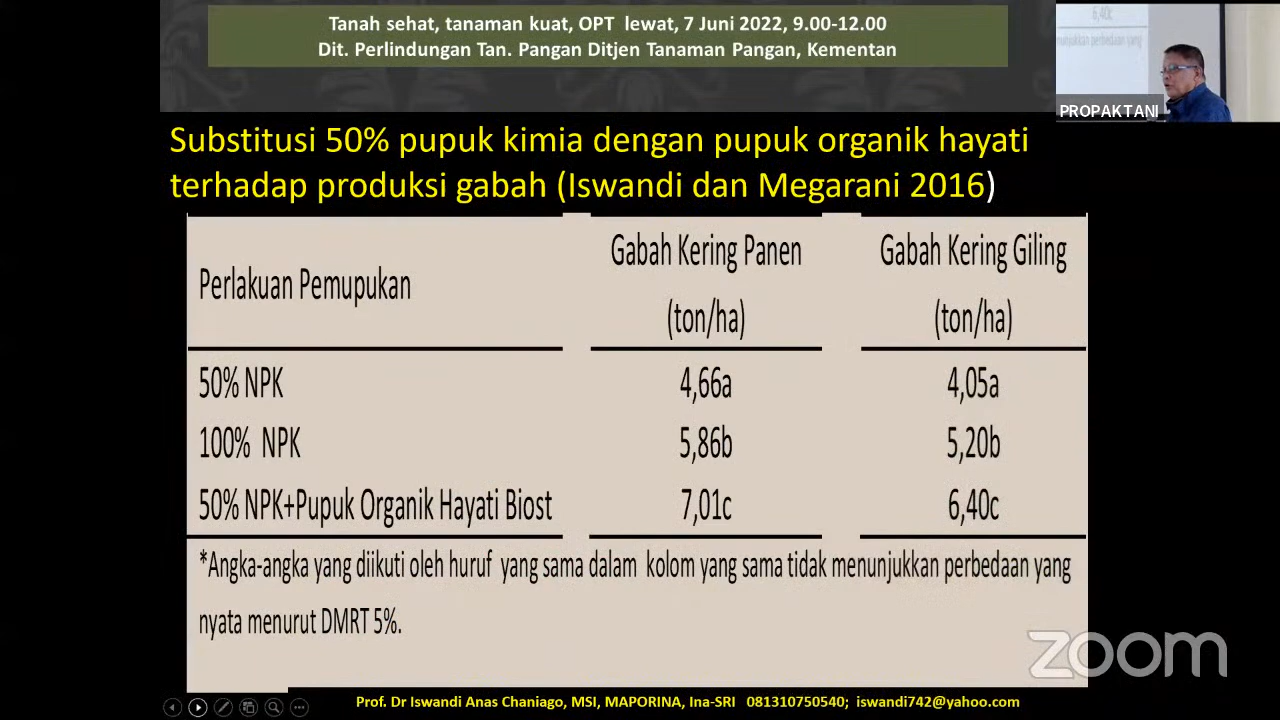 Tanah sehat, tanaman kuat, OPT lewat, 7 Juni 2022, 9.00-12.00
Dit. Perlindungan Tan. Pangan Ditjen Tanaman Pangan, Kementan
6,40c
nunjukkan perbedaan yang
PROPAKTANI
Substitusi 50% pupuk kimia dengan pupuk organik hayati
terhadap produksi gabah (Iswandi dan Megarani 2016)
Perlakuan Pemupukan Gabah Kering Panen (ton/ha) Gabah Kering Giling (ton/ha)
50% NPK 4,66a 4,05a
100% NPK 5,86b 5,20b
50% NPK+Pupuk Organik Hayati Biost 7,01c 6,40c
*Angka-angka yang diikuti oleh huruf yang sama dalam kolom yang sama tidak menunjukkan perbedaan yang
nyata menurut DMRT 5%.
zoom
Prof. Dr Iswandi Anas Chaniago, MSI, MAPORINA, Ina-SRI 081310750540; iswandi742@yahoo.com